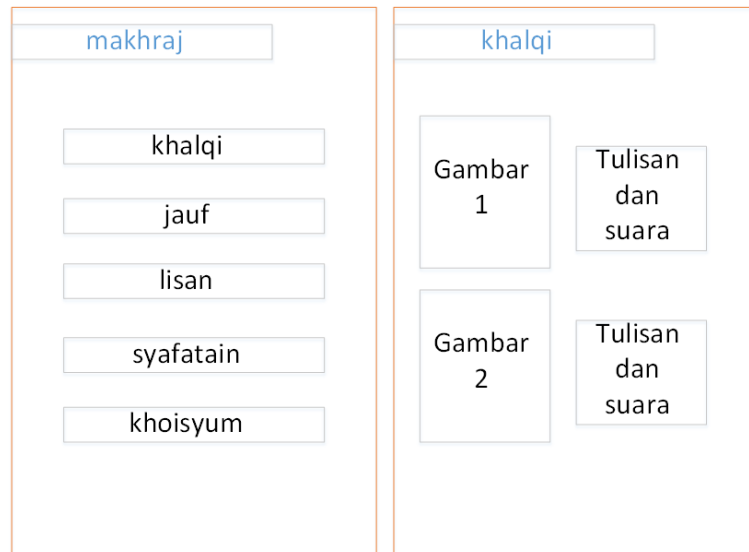 makhraj
khalqi
jauf
lisan
syafatain
khoisyum
khalqi
Gambar
1
Tulisan
dan
suara
Gambar
2
Tulisan
dan
suara